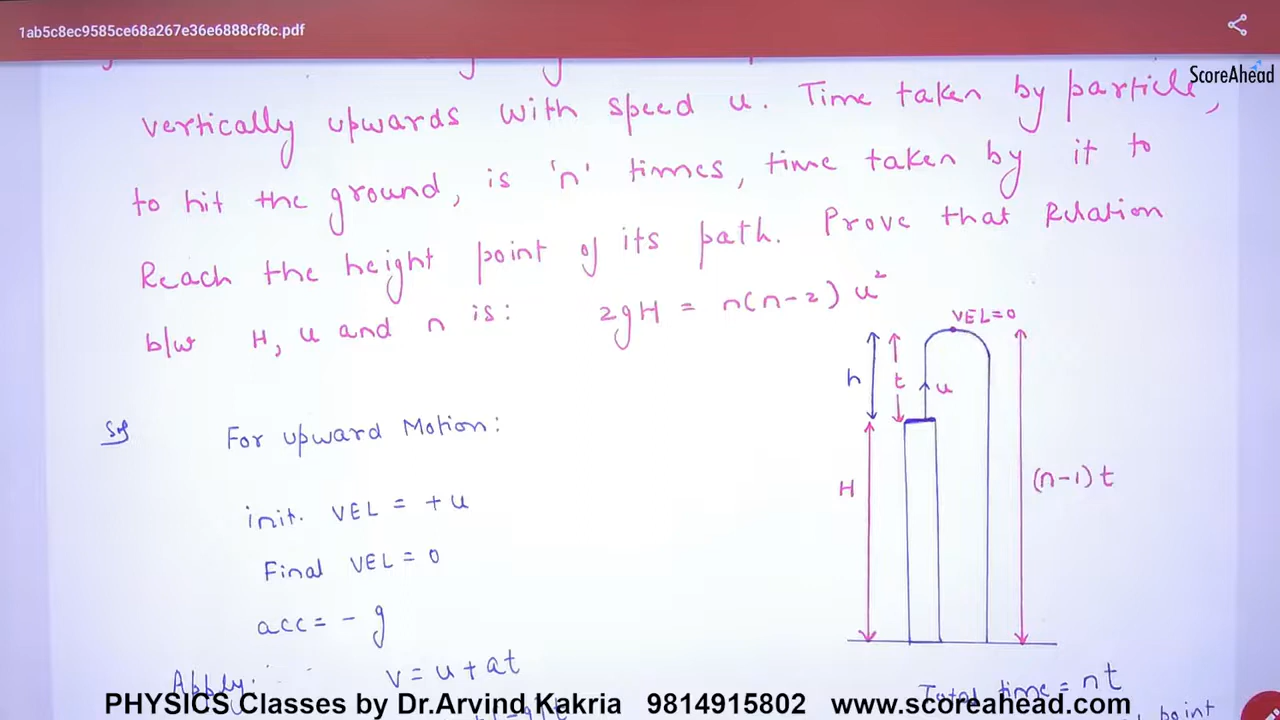 1ab5c8ec9585ce68a267e36e6888cf8c.pdf
ScoreAhead
vertically upwards with speed u. Time taken by particle,
to hit the ground, is 'n' times, time taken by it to
Reach the height point of its path. Prove that Relation
b/w H, u and n is: 2gH = n(n-2) u²
VEL=0
h t u
Sol For upward Motion:
H (n-1) t
init. VEL = + u
Final VEL = 0
acc = - g
Apply: v = u + at
Total time = nt
point
PHYSICS Classes by Dr.Arvind Kakria 9814915802 www.scoreahead.com